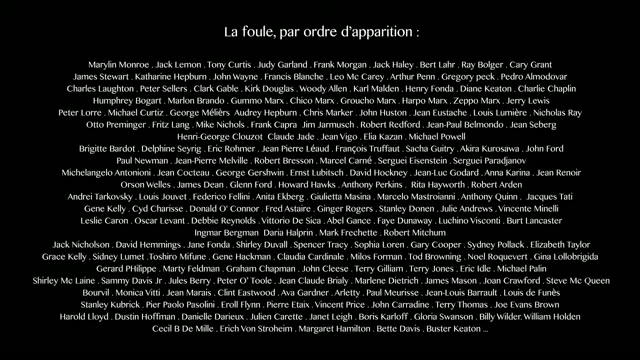 La foule, par ordre d'apparition :
Marylin Monroe . Jack Lemon . Tony Curtis . Judy Garland . Frank Morgan . Jack Haley . Bert Lahr . Ray Bolger . Cary Grant
James Stewart . Katharine Hepburn . John Wayne . Francis Blanche . Leo Mc Carey . Arthur Penn . Gregory peck . Pedro Almodovar
Charles Laughton . Peter Sellers . Clark Gable . Kirk Douglas . Woody Allen . Karl Malden . Henry Fonda . Diane Keaton . Charlie Chaplin
Humphrey Bogart . Marlon Brando . Gummo Marx . Chico Marx . Groucho Marx . Harpo Marx . Zeppo Marx . Jerry Lewis
Peter Lorre . Michael Curtiz . George Méliès Audrey Hepburn . Chris Marker . John Huston . Jean Eustache . Louis Lumière . Nicholas Ray
Otto Preminger . Fritz Lang . Mike Nichols . Frank Capra Jim Jarmusch . Robert Redford . Jean-Paul Belmondo . Jean Seberg
Henri-George Clouzot Claude Jade . Jean Vigo . Elia Kazan . Michael Powell
Brigitte Bardot . Delphine Seyrig . Eric Rohmer . Jean Pierre Léaud . François Truffaut . Sacha Guitry . Akira Kurosawa . John Ford
Paul Newman . Jean-Pierre Melville . Robert Bresson . Marcel Carné . Serguei Eisenstein . Serguei Paradjanov
Michelangelo Antonioni . Jean Cocteau . George Gershwin . Ernst Lubitsch . David Hockney . Jean-Luc Godard . Anna Karina . Jean Renoir
Orson Welles . James Dean . Glenn Ford . Howard Hawks . Anthony Perkins . Rita Hayworth . Robert Arden
Andrei Tarkovsky . Louis Jouvet . Federico Fellini . Anita Ekberg . Giulietta Masina . Marcelo Mastroianni . Anthony Quinn . Jacques Tati
Gene Kelly . Cyd Charisse . Donald O' Connor . Fred Astaire . Ginger Rogers . Stanley Donen . Julie Andrews . Vincente Minelli
Leslie Caron . Oscar Levant . Debbie Reynolds . Vittorio De Sica . Abel Gance . Faye Dunaway . Luchino Visconti . Burt Lancaster
Ingmar Bergman Daria Halprin . Mark Frechette . Robert Mitchum
Jack Nicholson . David Hemmings . Jane Fonda . Shirley Duvall . Spencer Tracy . Sophia Loren . Gary Cooper . Sydney Pollack . Elizabeth Taylor
Grace Kelly . Sidney Lumet .Toshiro Mifune . Gene Hackman . Claudia Cardinale . Milos Forman . Tod Browning . Noel Roquevert . Gina Lollobrigida
Gerard PHilippe . Marty Feldman . Graham Chapman . John Cleese . Terry Gilliam . Terry Jones . Eric Idle . Michael Palin
Shirley Mc Laine . Sammy Davis Jr . Jules Berry . Peter O' Toole . Jean Claude Brialy . Marlene Dietrich . James Mason . Joan Crawford . Steve Mc Queen
Bourvil . Monica Vitti . Jean Marais . Clint Eastwood . Ava Gardner . Arletty . Paul Meurisse . Jean-Louis Barrault . Louis de Funès
Stanley Kubrick . Pier Paolo Pasolini . Eroll Flynn . Pierre Etaix . Vincent Price . John Carradine . Terry Thomas . Joe Evans Brown
Harold Lloyd . Dustin Hoffman . Danielle Darieux . Julien Carette . Janet Leigh . Boris Karloff . Gloria Swanson . Billy Wilder. William Holden
Cecil B De Mille . Erich Von Stroheim . Margaret Hamilton . Bette Davis . Buster Keaton ...